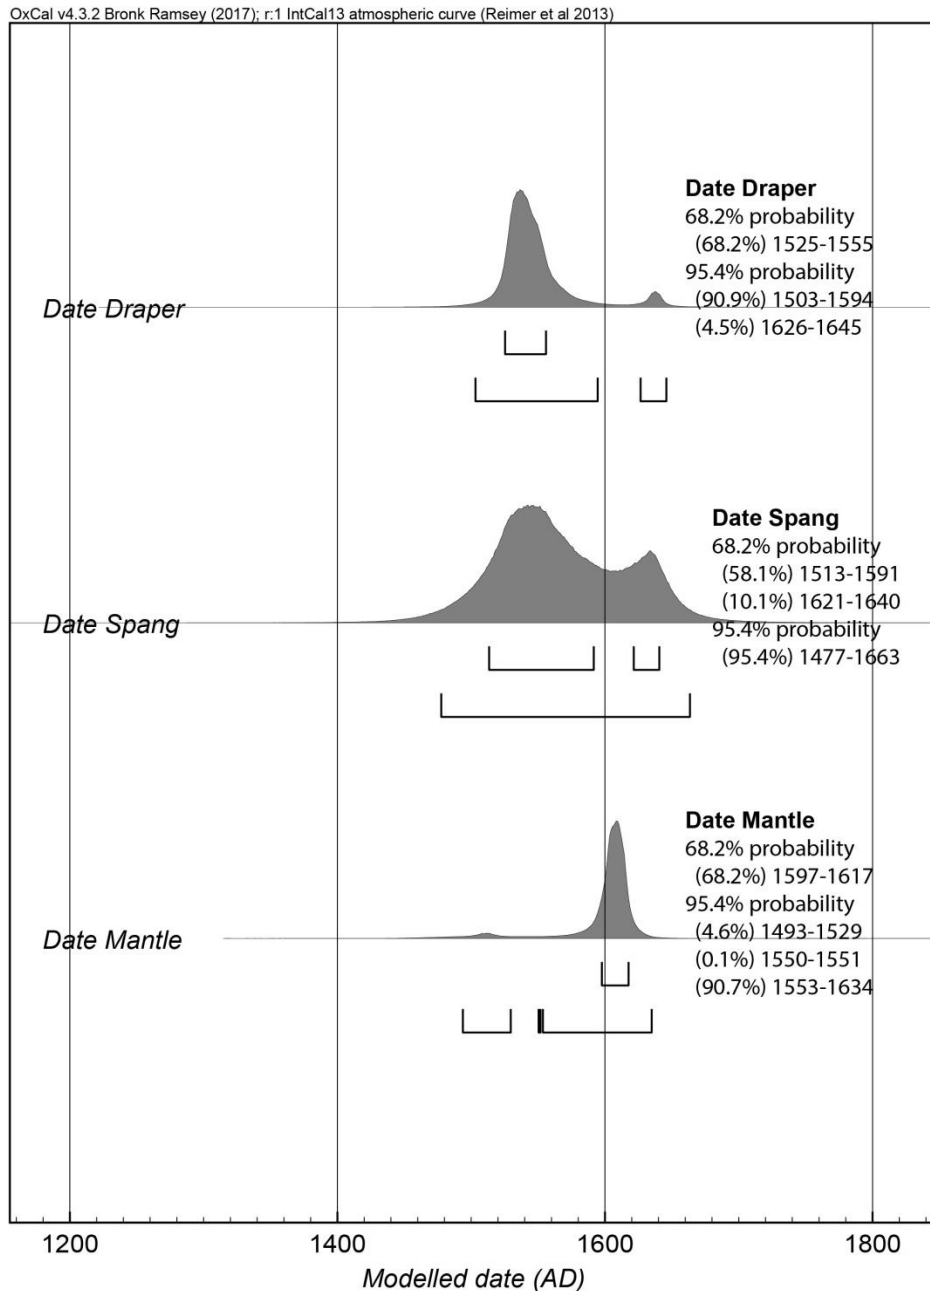 OxCal v4.3.2 Bronk Ramsey (2017); r:1 IntCal13 atmospheric curve (Reimer et al 2013)
Date Draper
68.2% probability
(68.2%) 1525-1555
95.4% probability
(90.9%) 1503-1594
(4.5%) 1626-1645
Date Draper
Date Spang
68.2% probability
(58.1%) 1513-1591
(10.1%) 1621-1640
95.4% probability
(95.4%) 1477-1663
Date Spang
Date Mantle
68.2% probability
(68.2%) 1597-1617
95.4% probability
(4.6%) 1493-1529
(0.1%) 1550-1551
(90.7%) 1553-1634
Date Mantle
1200 1400 1600 1800
Modelled date (AD)